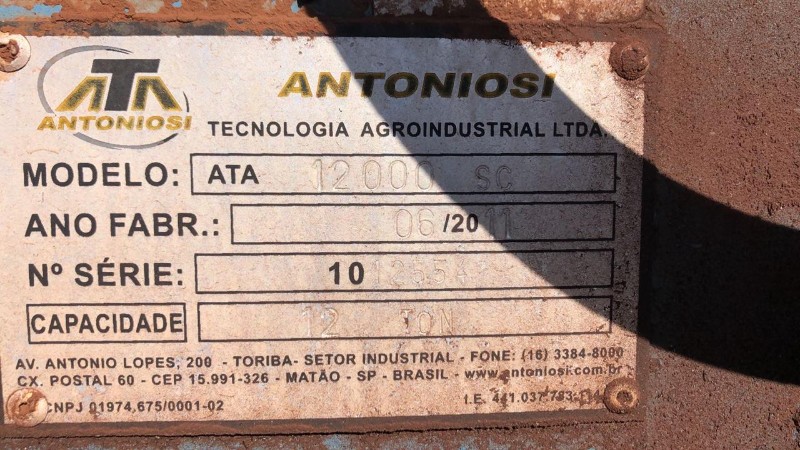 ATA
ANTONIOSI
ANTONIOSI
TECNOLOGIA AGROINDUSTRIAL LTDA.
MODELO: ATA 12000 SC
ANO FABR.: 06/2011
Nº SÉRIE:
CAPACIDADE 12 TON
AV. ANTONIO LOPES, 200 - TORIBA- SETOR INDUSTRIAL - FONE: (16) 3384-8000
CX. POSTAL 60 - CEP 15.991-326 - MATÃO - SP - BRASIL - www.antoniosi.com.br
CNPJ 01974.675/0001-02 I.E.